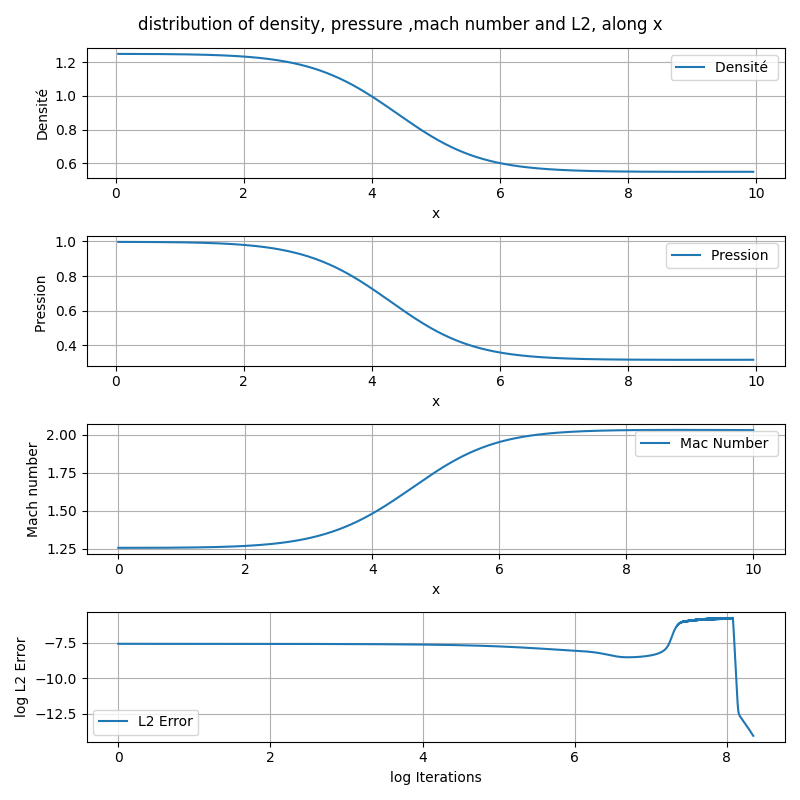 distribution of density, pressure ,mach number and L2, along x
Densité
1.2
1.0
0.8
0.6
Densité
0 2 4 6 8 10
x
Pression
1.0
0.8
0.6
0.4
Pression
0 2 4 6 8 10
x
Mach number
2.00
1.75
1.50
1.25
Mac Number
0 2 4 6 8 10
x
log L2 Error
−7.5
−10.0
−12.5
L2 Error
0 2 4 6 8
log Iterations